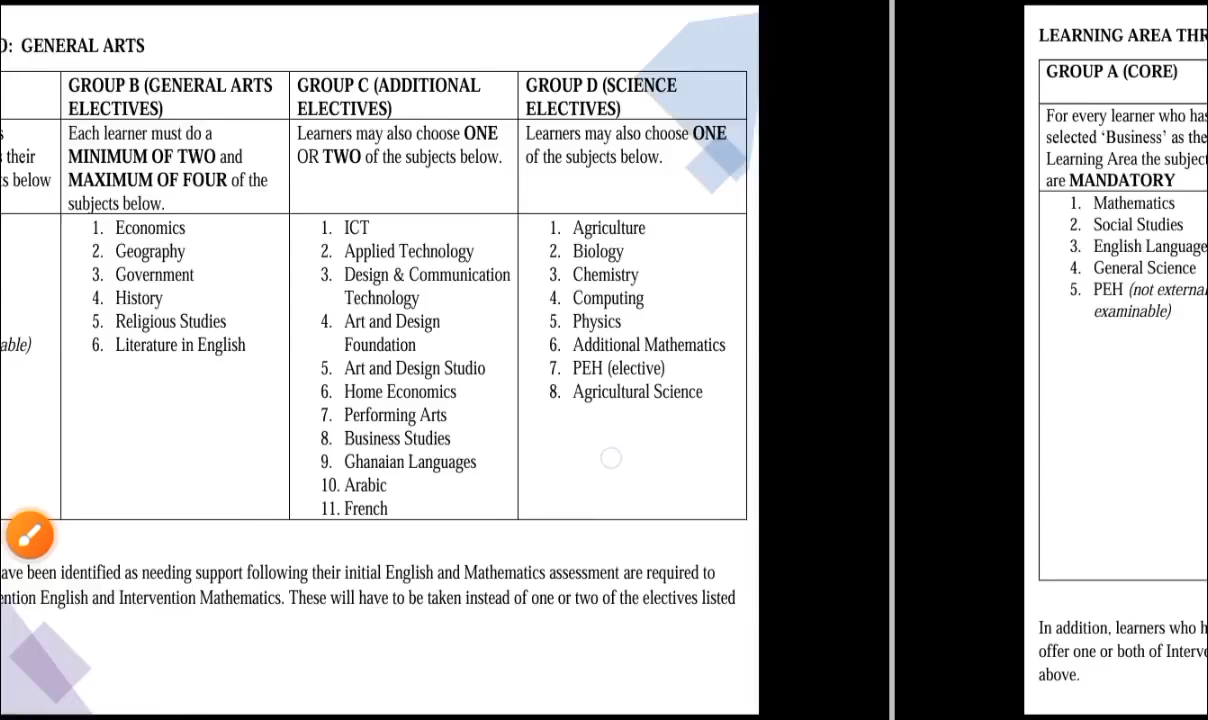 O: GENERAL ARTS
GROUP B (GENERAL ARTS
ELECTIVES)
GROUP C (ADDITIONAL
ELECTIVES)
GROUP D (SCIENCE
ELECTIVES)
their
ts below
Each learner must do a
MINIMUM OF TWO and
MAXIMUM OF FOUR of the
subjects below.
Learners may also choose ONE
OR TWO of the subjects below.
Learners may also choose ONE
of the subjects below.
able)
1. Economics
2. Geography
3. Government
4. History
5. Religious Studies
6. Literature in English
1. ICT
2. Applied Technology
3. Design & Communication
Technology
4. Art and Design
Foundation
5. Art and Design Studio
6. Home Economics
7. Performing Arts
8. Business Studies
9. Ghanaian Languages
10. Arabic
11. French
1. Agriculture
2. Biology
3. Chemistry
4. Computing
5. Physics
6. Additional Mathematics
7. PEH (elective)
8. Agricultural Science
ave been identified as needing support following their initial English and Mathematics assessment are required to
ention English and Intervention Mathematics. These will have to be taken instead of one or two of the electives listed
LEARNING AREA THR
GROUP A (CORE)
For every learner who has
selected ‘Business’ as the
Learning Area the subject
are MANDATORY
1. Mathematics
2. Social Studies
3. English Language
4. General Science
5. PEH (not external
examinable)
In addition, learners who h
offer one or both of Interve
above.